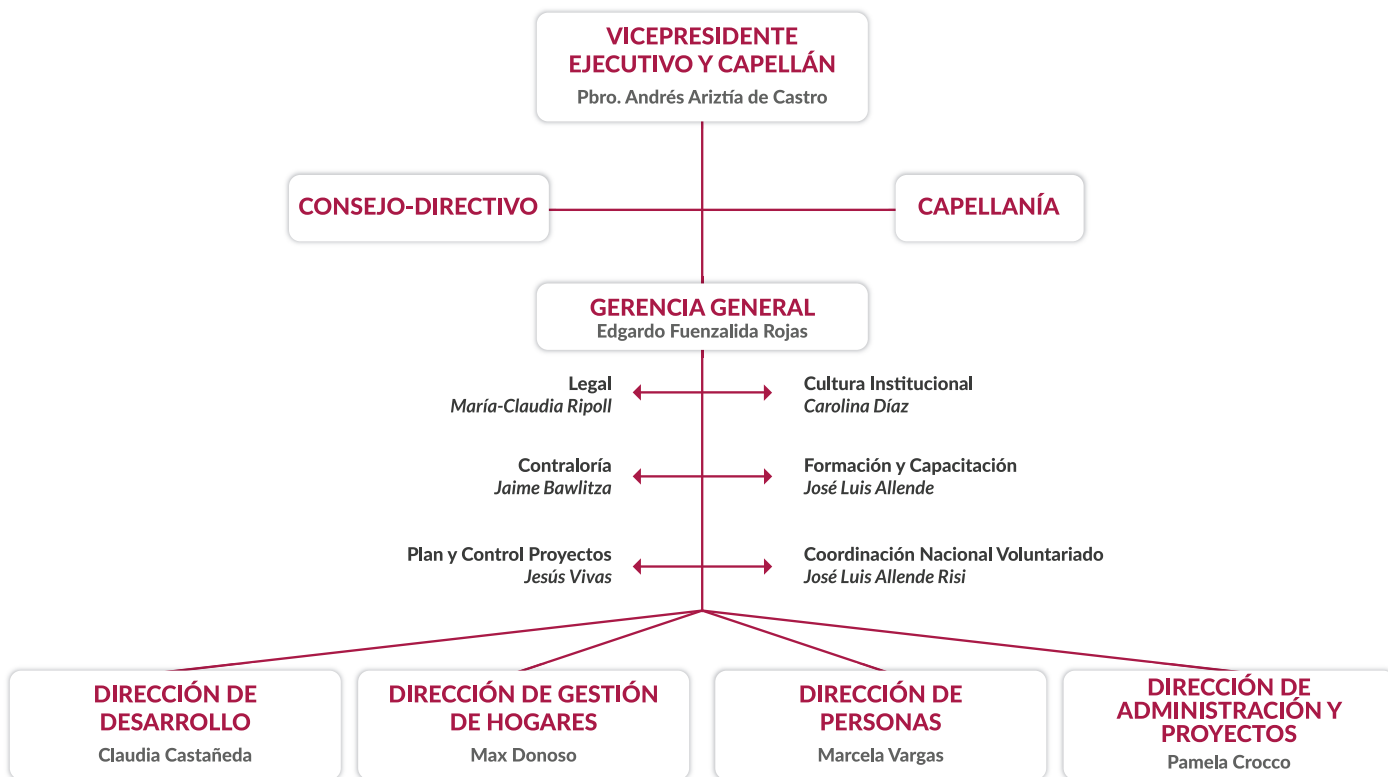 VICEPRESIDENTE
EJECUTIVO Y CAPELLÁN
Pbro. Andrés Ariztía de Castro
CONSEJO-DIRECTIVO
CAPELLANÍA
GERENCIA GENERAL
Edgardo Fuenzalida Rojas
Legal
María-Claudia Ripoll
Cultura Institucional
Carolina Díaz
Contraloría
Jaime Bawlitza
Formación y Capacitación
José Luis Allende
Plan y Control Proyectos
Jesús Vivas
Coordinación Nacional Voluntariado
José Luis Allende Risi
DIRECCIÓN DE
DESARROLLO
Claudia Castañeda
DIRECCIÓN DE GESTIÓN
DE HOGARES
Max Donoso
DIRECCIÓN DE
PERSONAS
Marcela Vargas
DIRECCIÓN DE
ADMINISTRACIÓN Y
PROYECTOS
Pamela Crocco